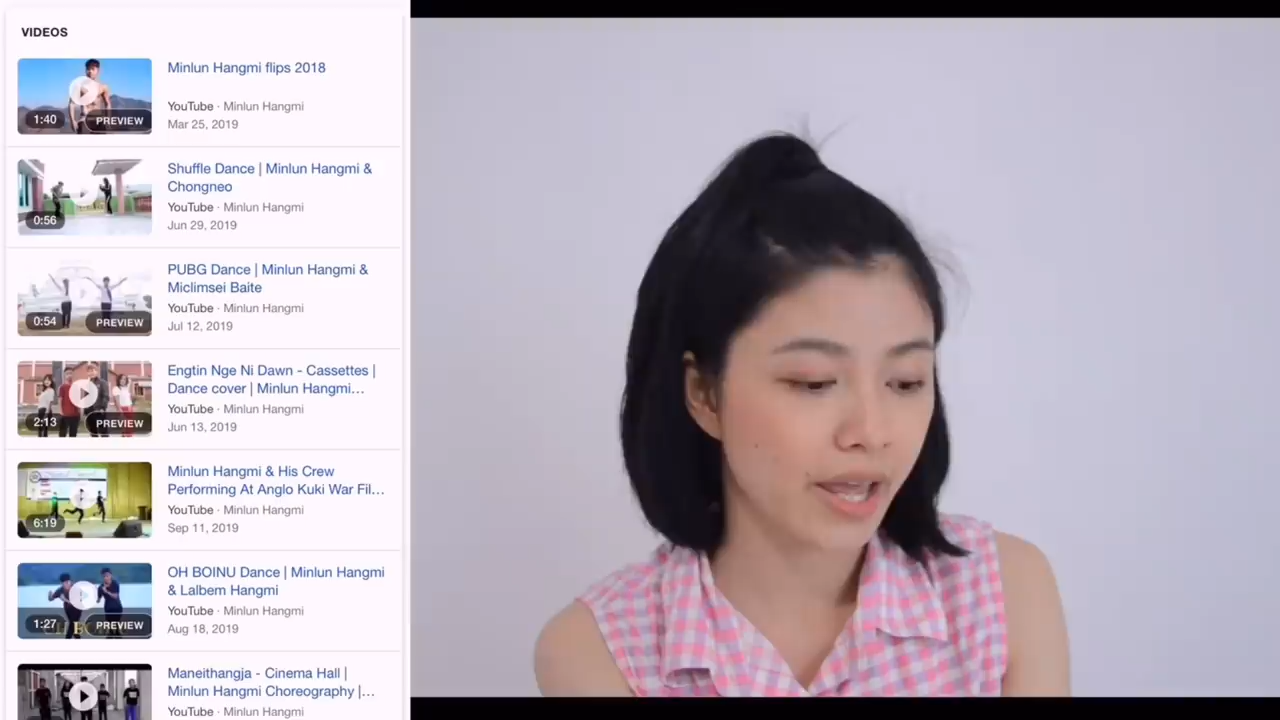 VIDEOS
Minlun Hangmi flips 2018
YouTube · Minlun Hangmi
Mar 25, 2019
1:40
PREVIEW
Shuffle Dance | Minlun Hangmi &
Chongneo
YouTube · Minlun Hangmi
Jun 29, 2019
0:56
PUBG Dance | Minlun Hangmi &
Miclimsei Baite
YouTube · Minlun Hangmi
Jul 12, 2019
0:54
PREVIEW
Engtin Nge Ni Dawn - Cassettes |
Dance cover | Minlun Hangmi…
YouTube · Minlun Hangmi
Jun 13, 2019
2:13
PREVIEW
Minlun Hangmi & His Crew
Performing At Anglo Kuki War Fil…
YouTube · Minlun Hangmi
Sep 11, 2019
6:19
OH BOINU Dance | Minlun Hangmi
& Lalbem Hangmi
YouTube · Minlun Hangmi
Aug 18, 2019
1:27
PREVIEW
Maneithangja - Cinema Hall |
Minlun Hangmi Choreography |…
YouTube · Minlun Hangmi